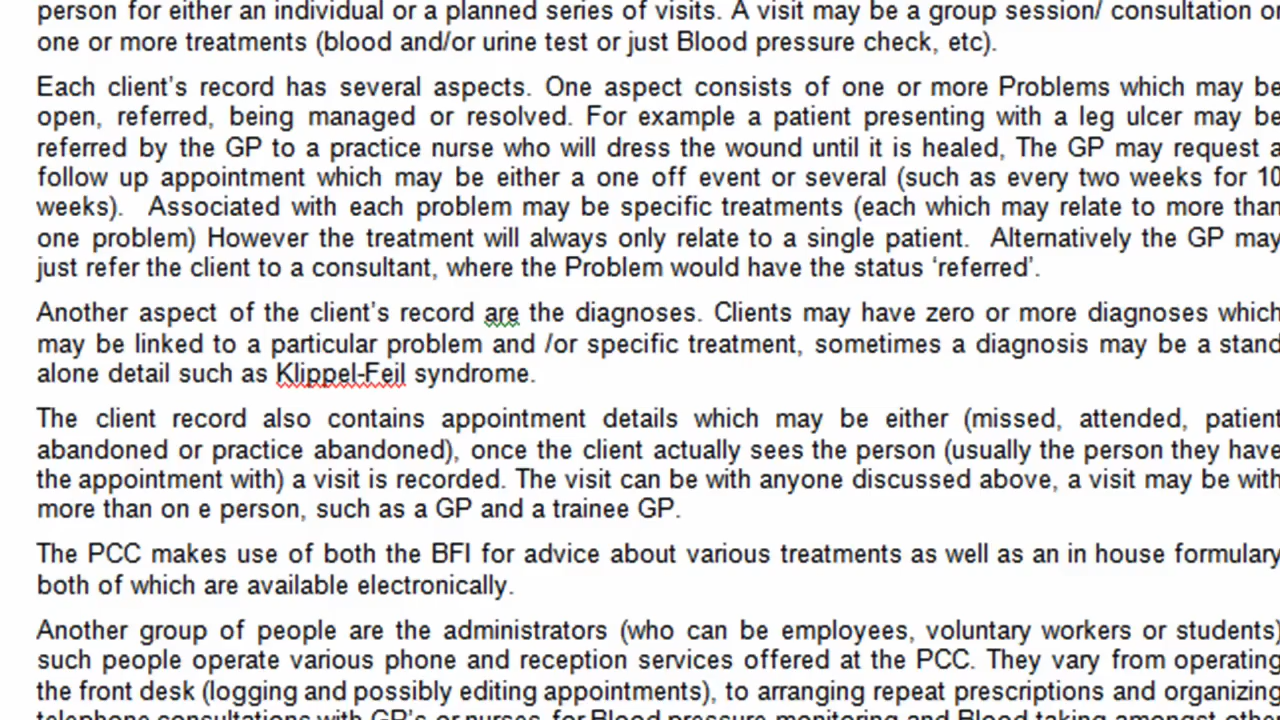 person for either an individual or a planned series of visits. A visit may be a group session/ consultation or
one or more treatments (blood and/or urine test or just Blood pressure check, etc).
Each client's record has several aspects. One aspect consists of one or more Problems which may be
open, referred, being managed or resolved. For example a patient presenting with a leg ulcer may be
referred by the GP to a practice nurse who will dress the wound until it is healed, The GP may request a
follow up appointment which may be either a one off event or several (such as every two weeks for 10
weeks). Associated with each problem may be specific treatments (each which may relate to more than
one problem) However the treatment will always only relate to a single patient. Alternatively the GP may
just refer the client to a consultant, where the Problem would have the status ‘referred’.
Another aspect of the client's record are the diagnoses. Clients may have zero or more diagnoses which
may be linked to a particular problem and /or specific treatment, sometimes a diagnosis may be a stand
alone detail such as Klippel-Feil syndrome.
The client record also contains appointment details which may be either (missed, attended, patient
abandoned or practice abandoned), once the client actually sees the person (usually the person they have
the appointment with) a visit is recorded. The visit can be with anyone discussed above, a visit may be with
more than on e person, such as a GP and a trainee GP.
The PCC makes use of both the BFI for advice about various treatments as well as an in house formulary
both of which are available electronically.
Another group of people are the administrators (who can be employees, voluntary workers or students)
such people operate various phone and reception services offered at the PCC. They vary from operating
the front desk (logging and possibly editing appointments), to arranging repeat prescriptions and organizing
telephone consultations with GP's or nurses, for Blood pressure monitoring and Blood taking amongst other